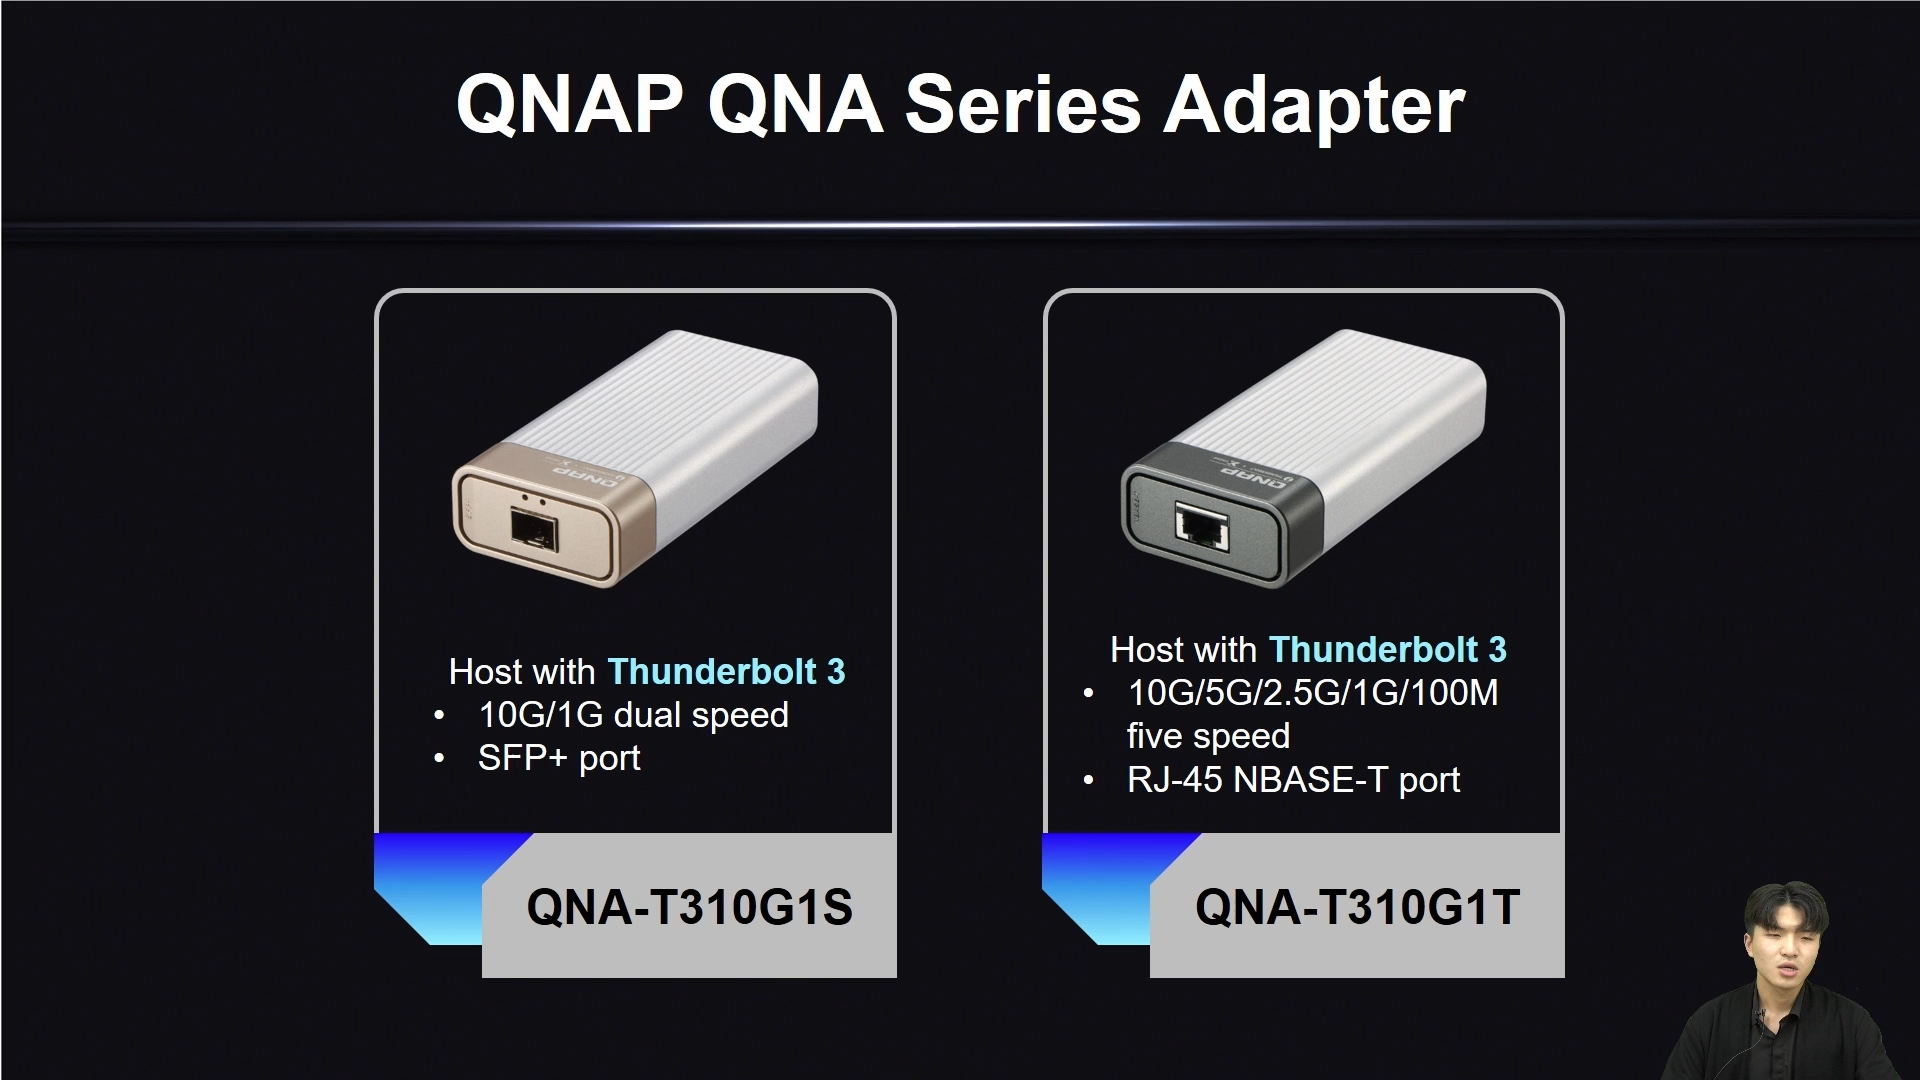 QNAP QNA Series Adapter
QNAP
Host with Thunderbolt 3
• 10G/1G dual speed
• SFP+ port
QNA-T310G1S
QNAP
Host with Thunderbolt 3
• 10G/5G/2.5G/1G/100M
five speed
• RJ-45 NBASE-T port
QNA-T310G1T